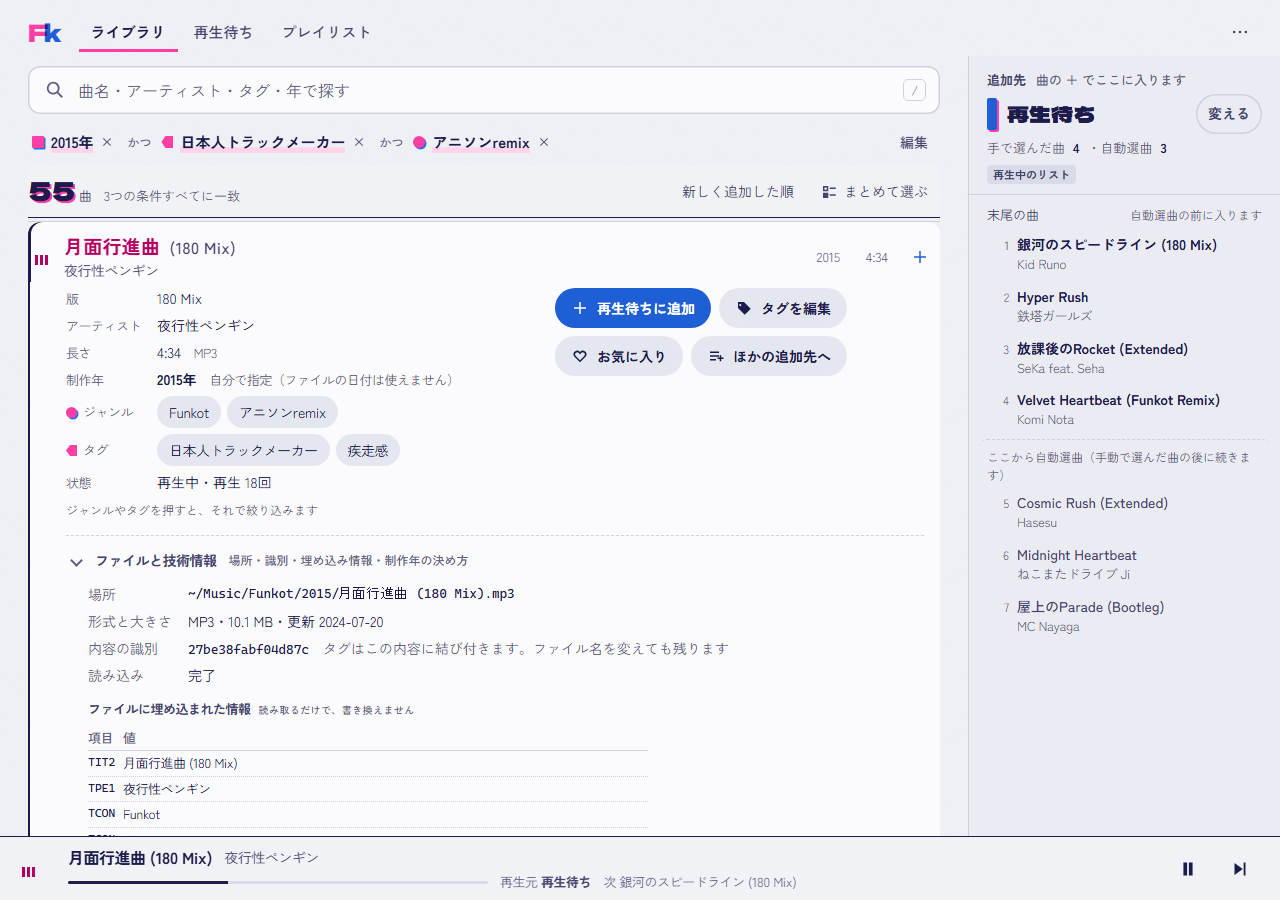 Fk ライブラリ 再生待ち プレイリスト …
曲名・アーティスト・タグ・年で探す /
2015年 × かつ 日本人トラックメーカー × かつ アニソンremix × 編集
55 曲 3つの条件すべてに一致 新しく追加した順 まとめて選ぶ
月面行進曲 (180 Mix)
夜行性ペンギン
2015 4:34 +
版 180 Mix
アーティスト 夜行性ペンギン
長さ 4:34 MP3
制作年 2015年 自分で指定（ファイルの日付は使えません）
ジャンル Funkot アニソンremix
タグ 日本人トラックメーカー 疾走感
状態 再生中・再生 18回
ジャンルやタグを押すと、それで絞り込みます
+ 再生待ちに追加 タグを編集
お気に入り ほかの追加先へ
ファイルと技術情報 場所・識別・埋め込み情報・制作年の決め方
場所 ~/Music/Funkot/2015/月面行進曲 (180 Mix).mp3
形式と大きさ MP3・10.1 MB・更新 2024-07-20
内容の識別 27be38fabf04d87c タグはこの内容に結び付きます。ファイル名を変えても残ります
読み込み 完了
ファイルに埋め込まれた情報 読み取るだけで、書き換えません
項目 値
TIT2 月面行進曲 (180 Mix)
TPE1 夜行性ペンギン
TCON Funkot
追加先 曲の + でここに入ります
再生待ち 変える
手で選んだ曲 4 ・自動選曲 3
再生中のリスト
末尾の曲 自動選曲の前に入ります
1 銀河のスピードライン (180 Mix)
Kid Runo
2 Hyper Rush
鉄塔ガールズ
3 放課後のRocket (Extended)
SeKa feat. Seha
4 Velvet Heartbeat (Funkot Remix)
Komi Nota
ここから自動選曲（手動で選んだ曲の後に続きま
す）
5 Cosmic Rush (Extended)
Hasesu
6 Midnight Heartbeat
ねこまたドライブ Ji
7 屋上のParade (Bootleg)
MC Nayaga
月面行進曲 (180 Mix) 夜行性ペンギン
再生元 再生待ち 次 銀河のスピードライン (180 Mix)